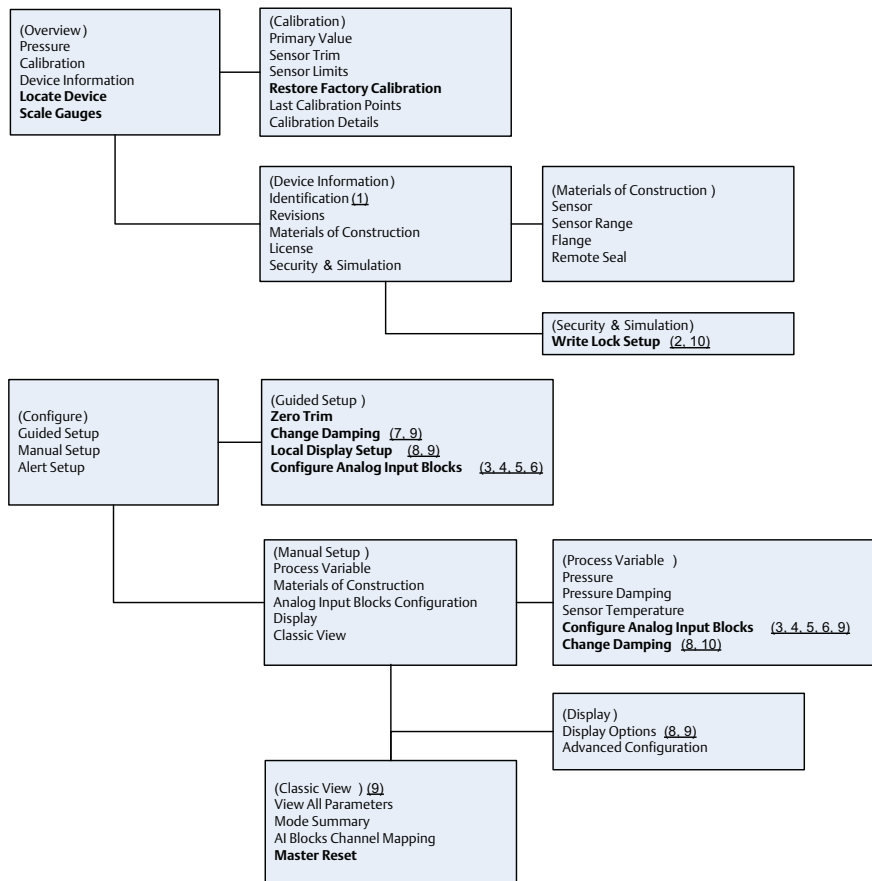 (Overview)
Pressure
Calibration
Device Information
Locate Device
Scale Gauges
(Calibration)
Primary Value
Sensor Trim
Sensor Limits
Restore Factory Calibration
Last Calibration Points
Calibration Details
(Device Information)
Identification (1)
Revisions
Materials of Construction
License
Security & Simulation
(Materials of Construction )
Sensor
Sensor Range
Flange
Remote Seal
(Security & Simulation)
Write Lock Setup (2, 10)
(Configure)
Guided Setup
Manual Setup
Alert Setup
(Guided Setup )
Zero Trim
Change Damping (7, 9)
Local Display Setup (8, 9)
Configure Analog Input Blocks (3, 4, 5, 6)
(Manual Setup )
Process Variable
Materials of Construction
Analog Input Blocks Configuration
Display
Classic View
(Process Variable )
Pressure
Pressure Damping
Sensor Temperature
Configure Analog Input Blocks (3, 4, 5, 6, 9)
Change Damping (8, 10)
(Display )
Display Options (8, 9)
Advanced Configuration
(Classic View ) (9)
View All Parameters
Mode Summary
AI Blocks Channel Mapping
Master Reset